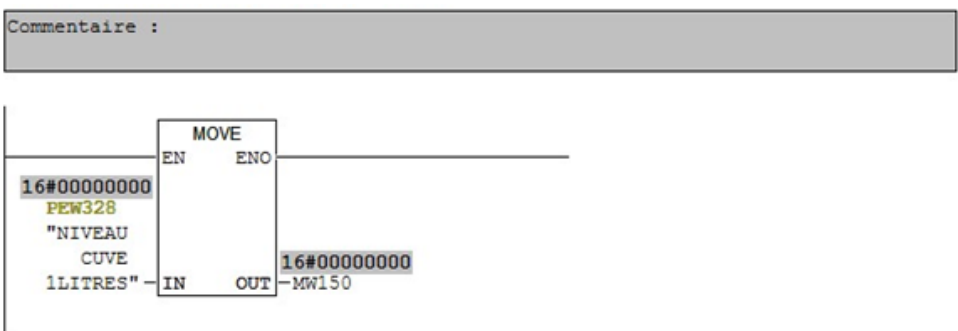 Commentaire :
MOVE
EN ENO
16#00000000
PEW328
"NIVEAU
CUVE
16#00000000
1LITRES" IN OUT MW150